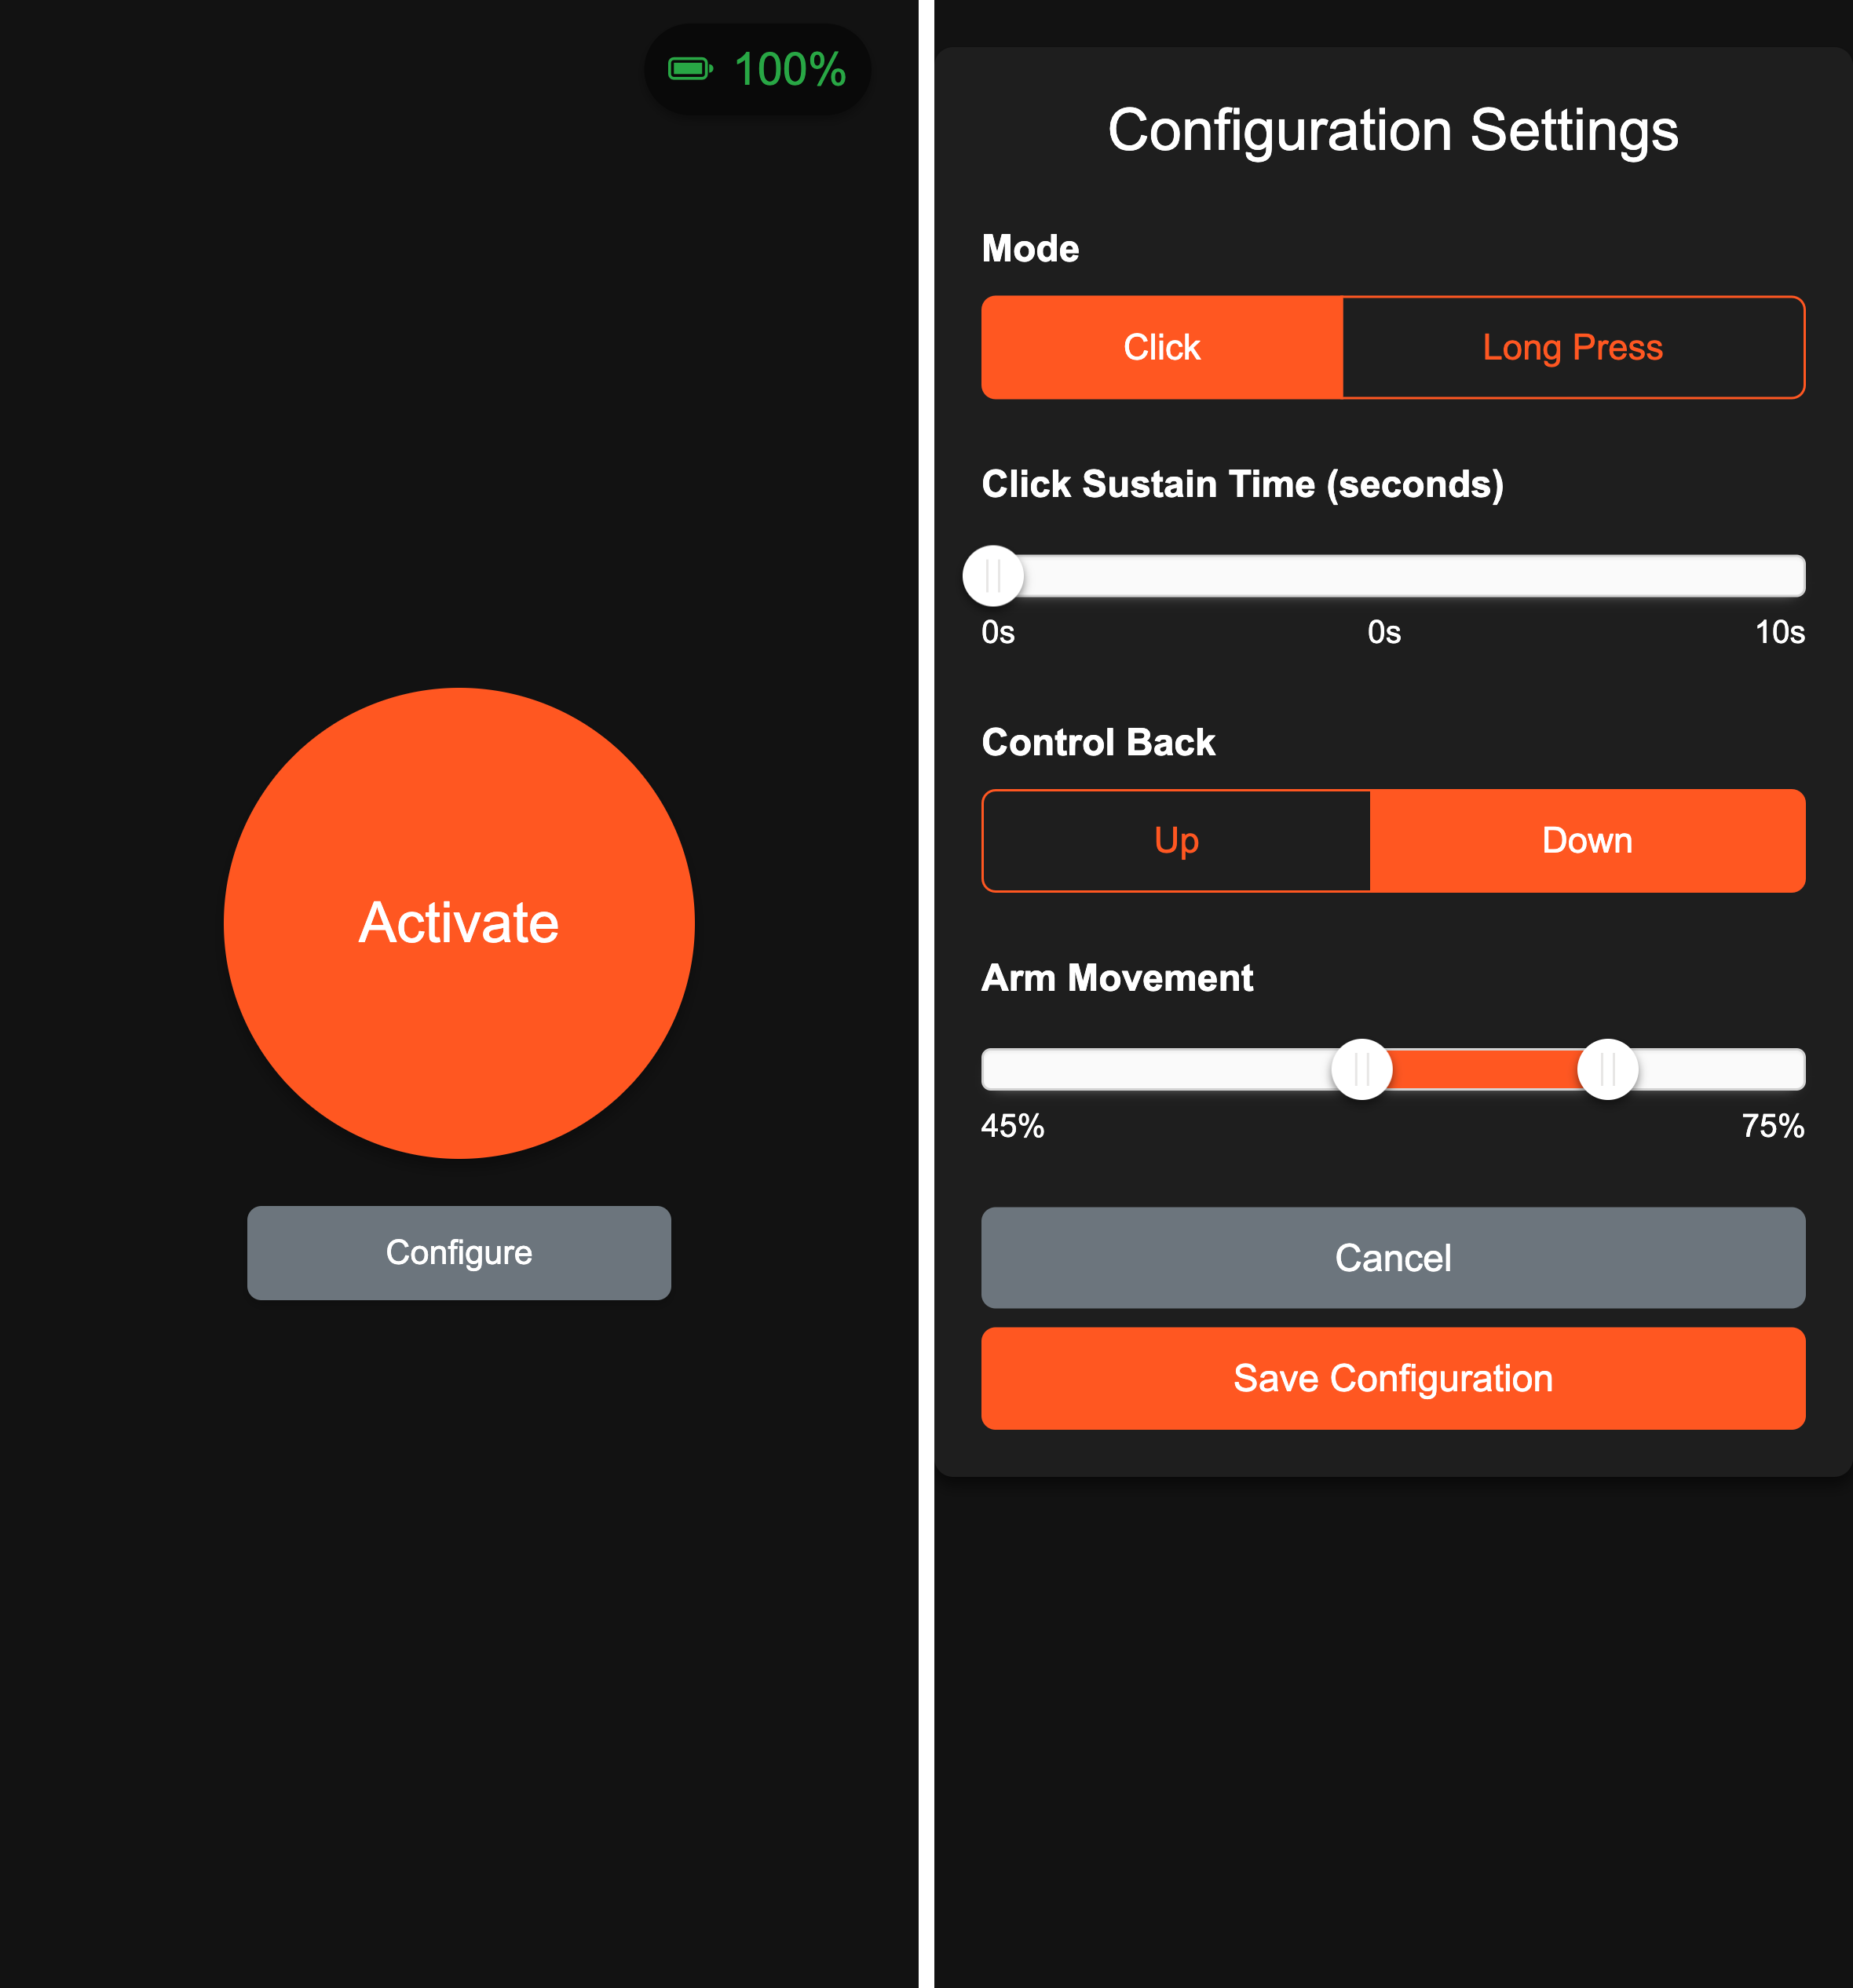 100%
Activate
Configure
Configuration Settings
Mode
Click Long Press
Click Sustain Time (seconds)
0s 0s 10s
Control Back
Up Down
Arm Movement
45% 75%
Cancel
Save Configuration